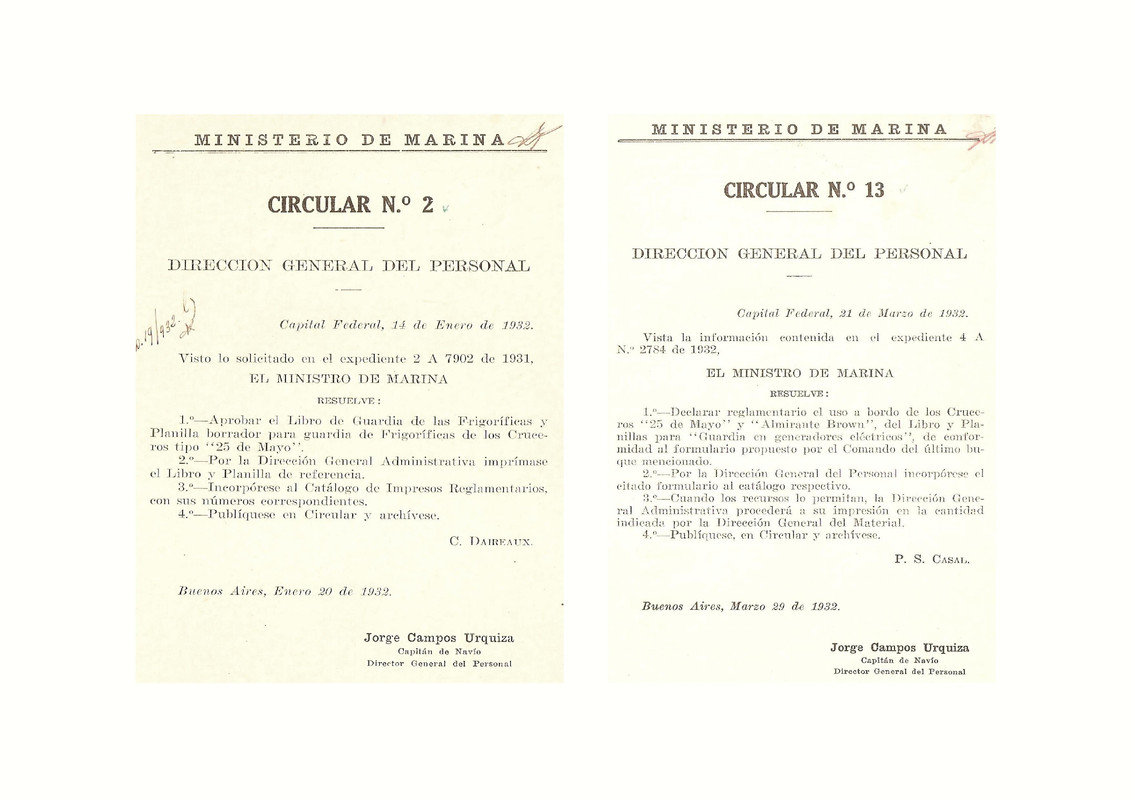 MINISTERIO DE MARINA
CIRCULAR N.º 2
DIRECCION GENERAL DEL PERSONAL
Capital Federal, 14 de Enero de 1932.
19/932.
Visto lo solicitado en el expediente 2 A 7902 de 1931,
EL MINISTRO DE MARINA
RESUELVE:
1.º—Aprobar el Libro de Guardia de las Frigoríficas y
Planilla borrador para guardia de Frigoríficas de los Cruce-
ros tipo “25 de Mayo”.
2.º—Por la Dirección General Administrativa imprímase
el Libro y Planilla de referencia.
3.º—Incorpórese al Catálogo de Impresos Reglamentarios,
con sus números correspondientes.
4.º—Publíquese en Circular y archívese.
C. DAIREAUX.
Buenos Aires, Enero 20 de 1932.
Jorge Campos Urquiza
Capitán de Navío
Director General del Personal
MINISTERIO DE MARINA
CIRCULAR N.º 13
DIRECCION GENERAL DEL PERSONAL
Capital Federal, 21 de Marzo de 1932.
Vista la información contenida en el expediente 4 A
N.º 2784 de 1932,
EL MINISTRO DE MARINA
RESUELVE:
1.º—Declarar reglamentario el uso a bordo de los Cruce-
ros “25 de Mayo” y “Almirante Brown”, del Libro y Pla-
nillas para “Guardia en generadores eléctricos”, de confor-
midad al formulario propuesto por el Comando del último bu-
que mencionado.
2.º—Por la Dirección General del Personal incorpórese el
citado formulario al catálogo respectivo.
3.º—Cuando los recursos lo permitan, la Dirección Gene-
ral Administrativa procederá a su impresión en la cantidad
indicada por la Dirección General del Material.
4.º—Publíquese, en Circular y archívese.
P. S. CASAL.
Buenos Aires, Marzo 29 de 1932.
Jorge Campos Urquiza
Capitán de Navío
Director General del Personal